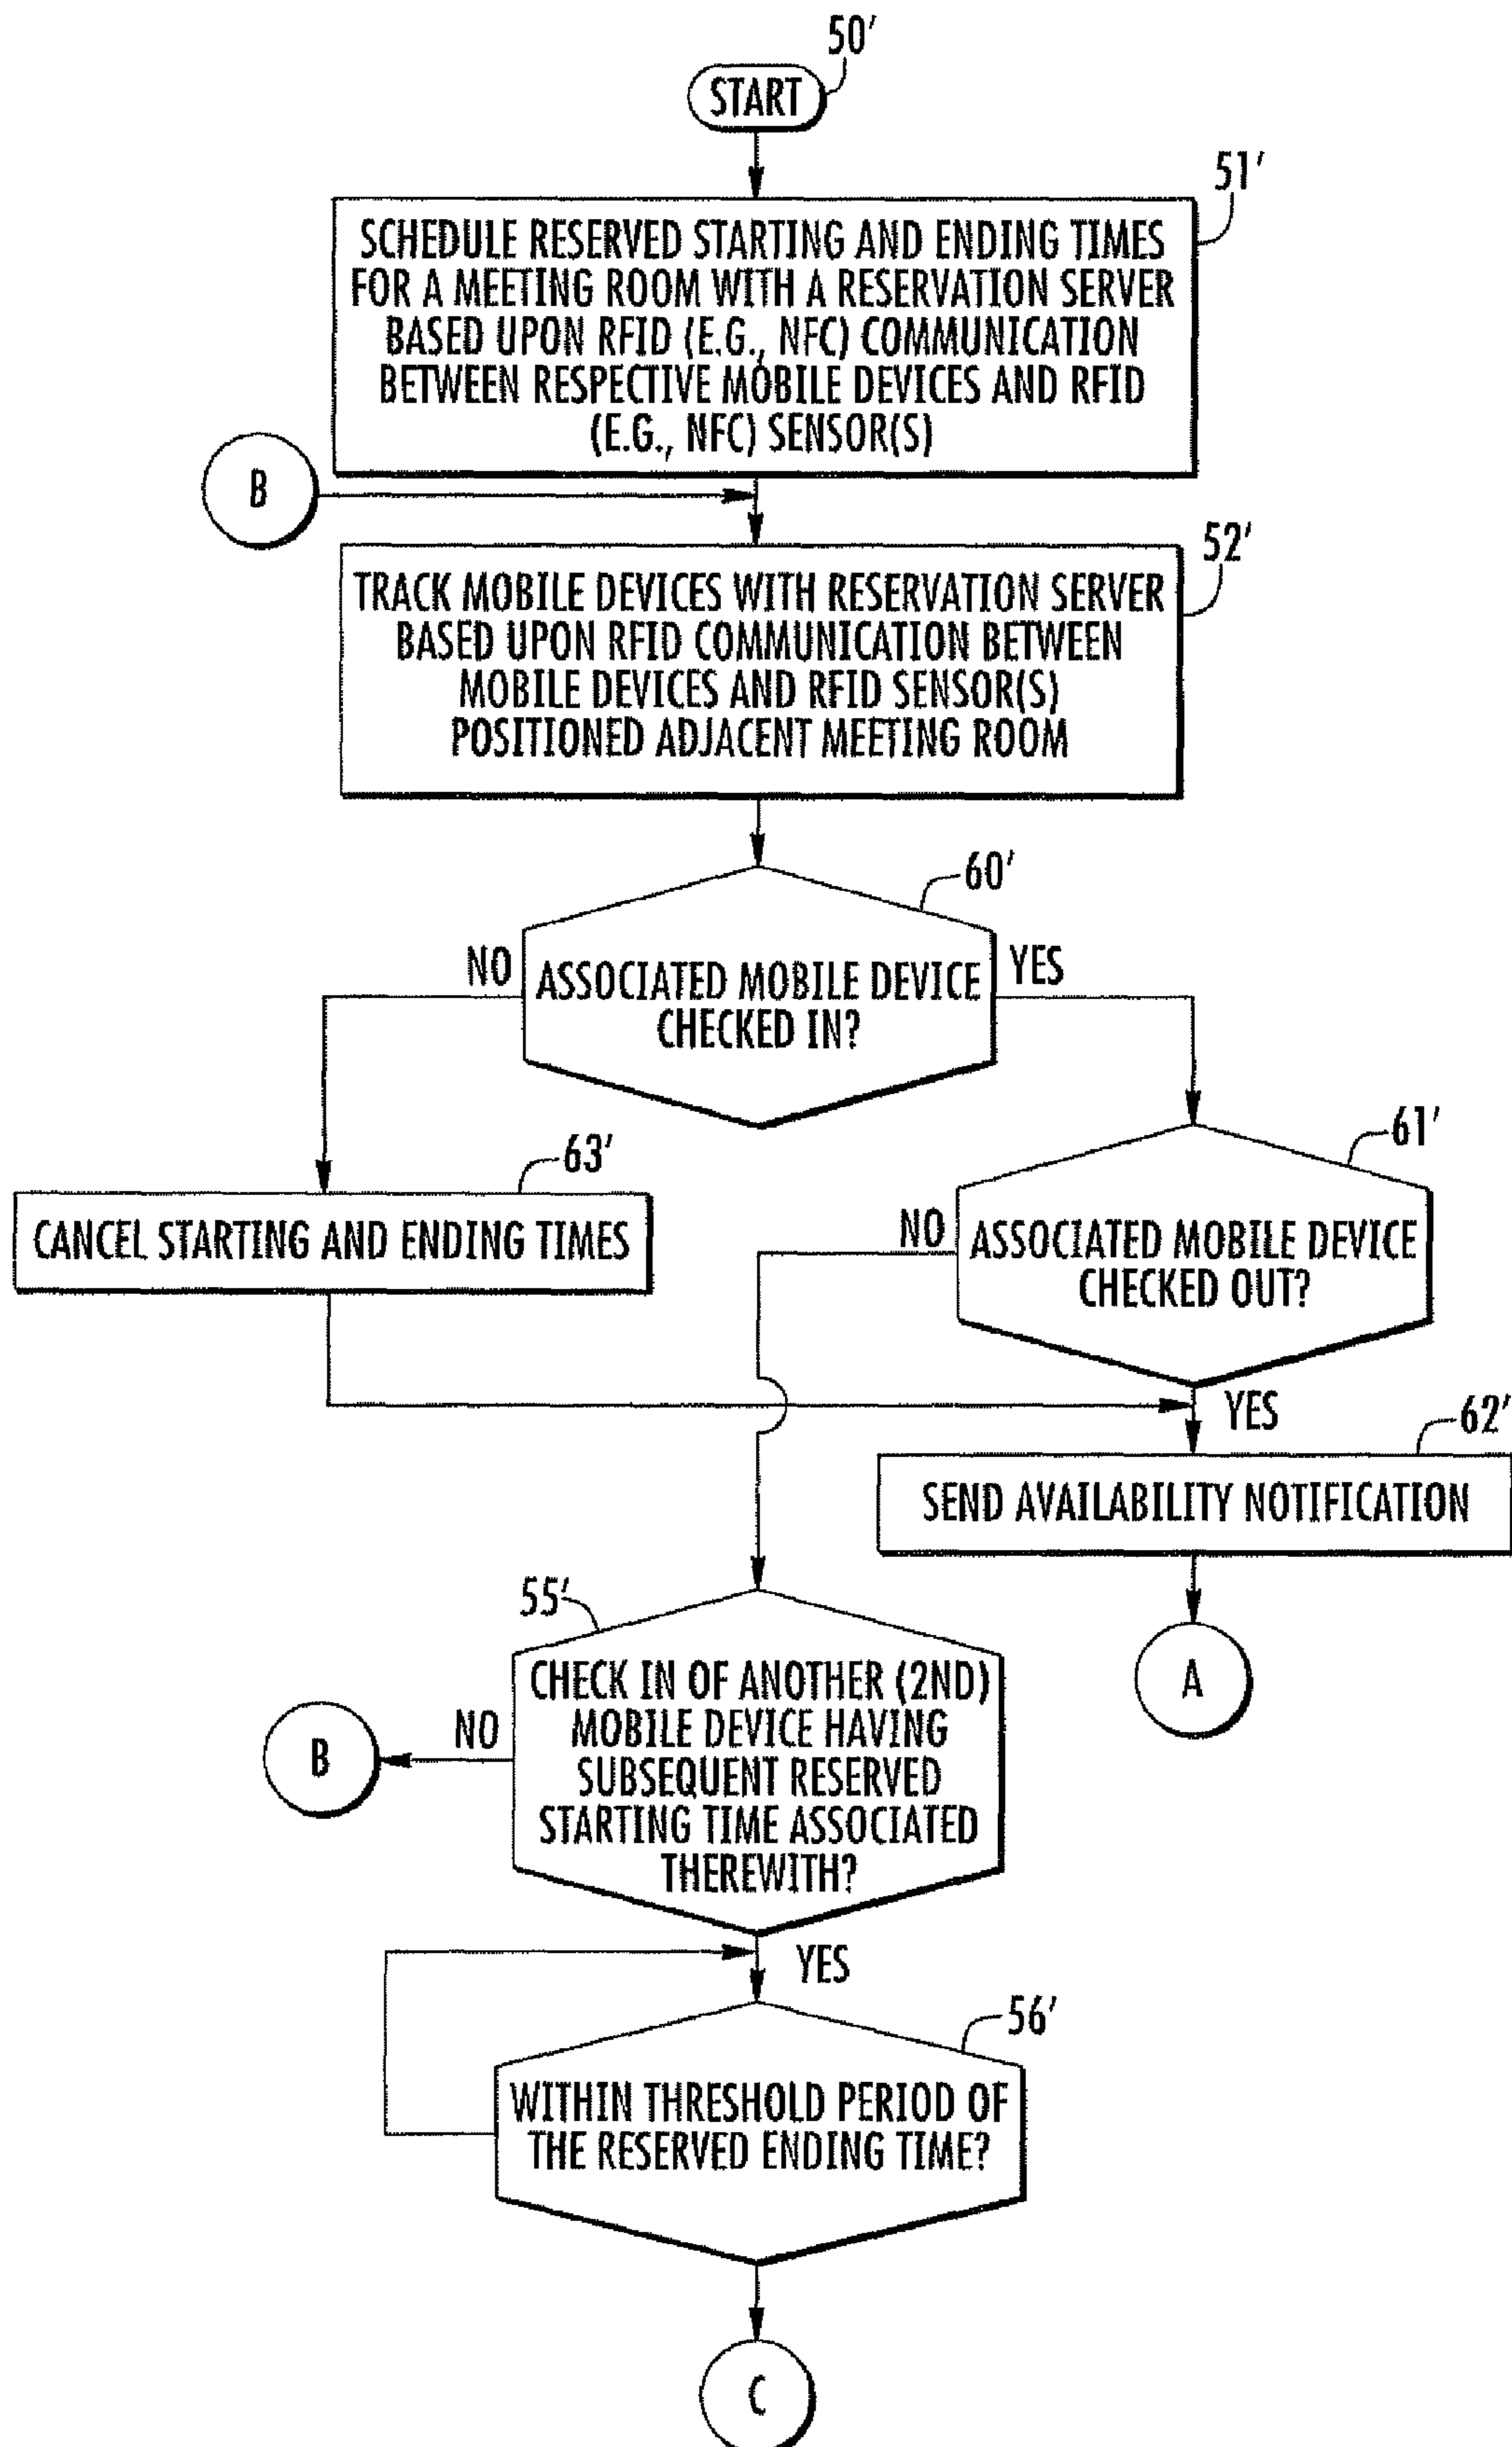 50'
START
51'
SCHEDULE RESERVED STARTING AND ENDING TIMES
FOR A MEETING ROOM WITH A RESERVATION SERVER
BASED UPON RFID (E.G., NFC) COMMUNICATION
BETWEEN RESPECTIVE MOBILE DEVICES AND RFID
(E.G., NFC) SENSOR(S)
B
52'
TRACK MOBILE DEVICES WITH RESERVATION SERVER
BASED UPON RFID COMMUNICATION BETWEEN
MOBILE DEVICES AND RFID SENSOR(S)
POSITIONED ADJACENT MEETING ROOM
60'
NO
YES
ASSOCIATED MOBILE DEVICE
CHECKED IN?
61'
63'
CANCEL STARTING AND ENDING TIMES
NO
ASSOCIATED MOBILE DEVICE
CHECKED OUT?
YES
62'
SEND AVAILABILITY NOTIFICATION
A
55'
CHECK IN OF ANOTHER (2ND)
MOBILE DEVICE HAVING
SUBSEQUENT RESERVED
STARTING TIME ASSOCIATED
THEREWITH?
NO
B
YES
56'
WITHIN THRESHOLD PERIOD OF
THE RESERVED ENDING TIME?
C